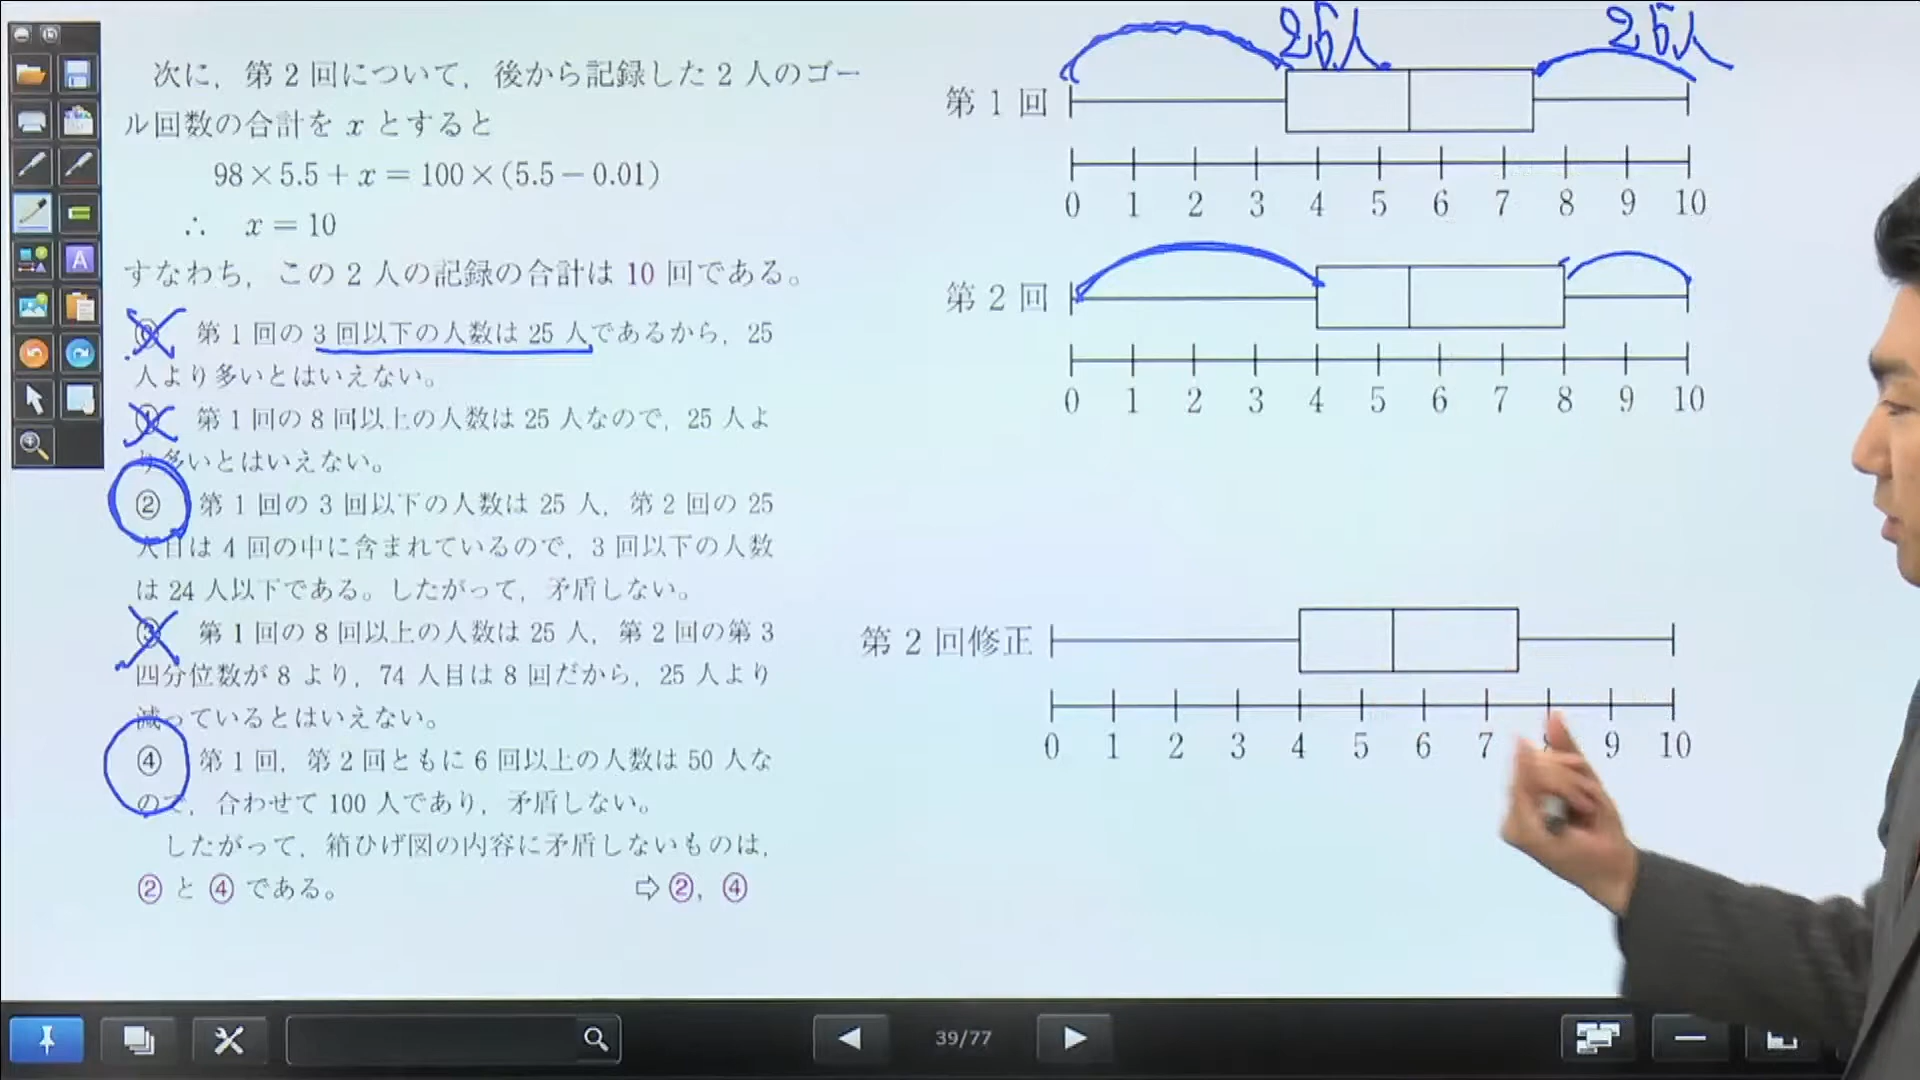 次に，第２回について，後から記録した２人のゴー
ル回数の合計を x とすると
98×5.5+x=100×(5.5−0.01)
∴ x=10
すなわち，この２人の記録の合計は 10 回である。
第１回の３回以下の人数は 25 人であるから，25
人より多いとはいえない。
① 第１回の８回以上の人数は 25 人なので，25 人よ
り多いとはいえない。
② 第１回の３回以下の人数は 25 人，第２回の 25
人目は４回の中に含まれているので，３回以下の人数
は 24 人以下である。したがって，矛盾しない。
③ 第１回の８回以上の人数は 25 人，第２回の第３
四分位数が８より，74 人目は８回だから，25 人より
減っているとはいえない。
④ 第１回，第２回ともに６回以上の人数は 50 人な
ので，合わせて 100 人であり，矛盾しない。
したがって，箱ひげ図の内容に矛盾しないものは，
②と④である。 ⇨②，④
25人 25人
第１回
0 1 2 3 4 5 6 7 8 9 10
第２回
0 1 2 3 4 5 6 7 8 9 10
第２回修正
0 1 2 3 4 5 6 7 8 9 10
A
39/77